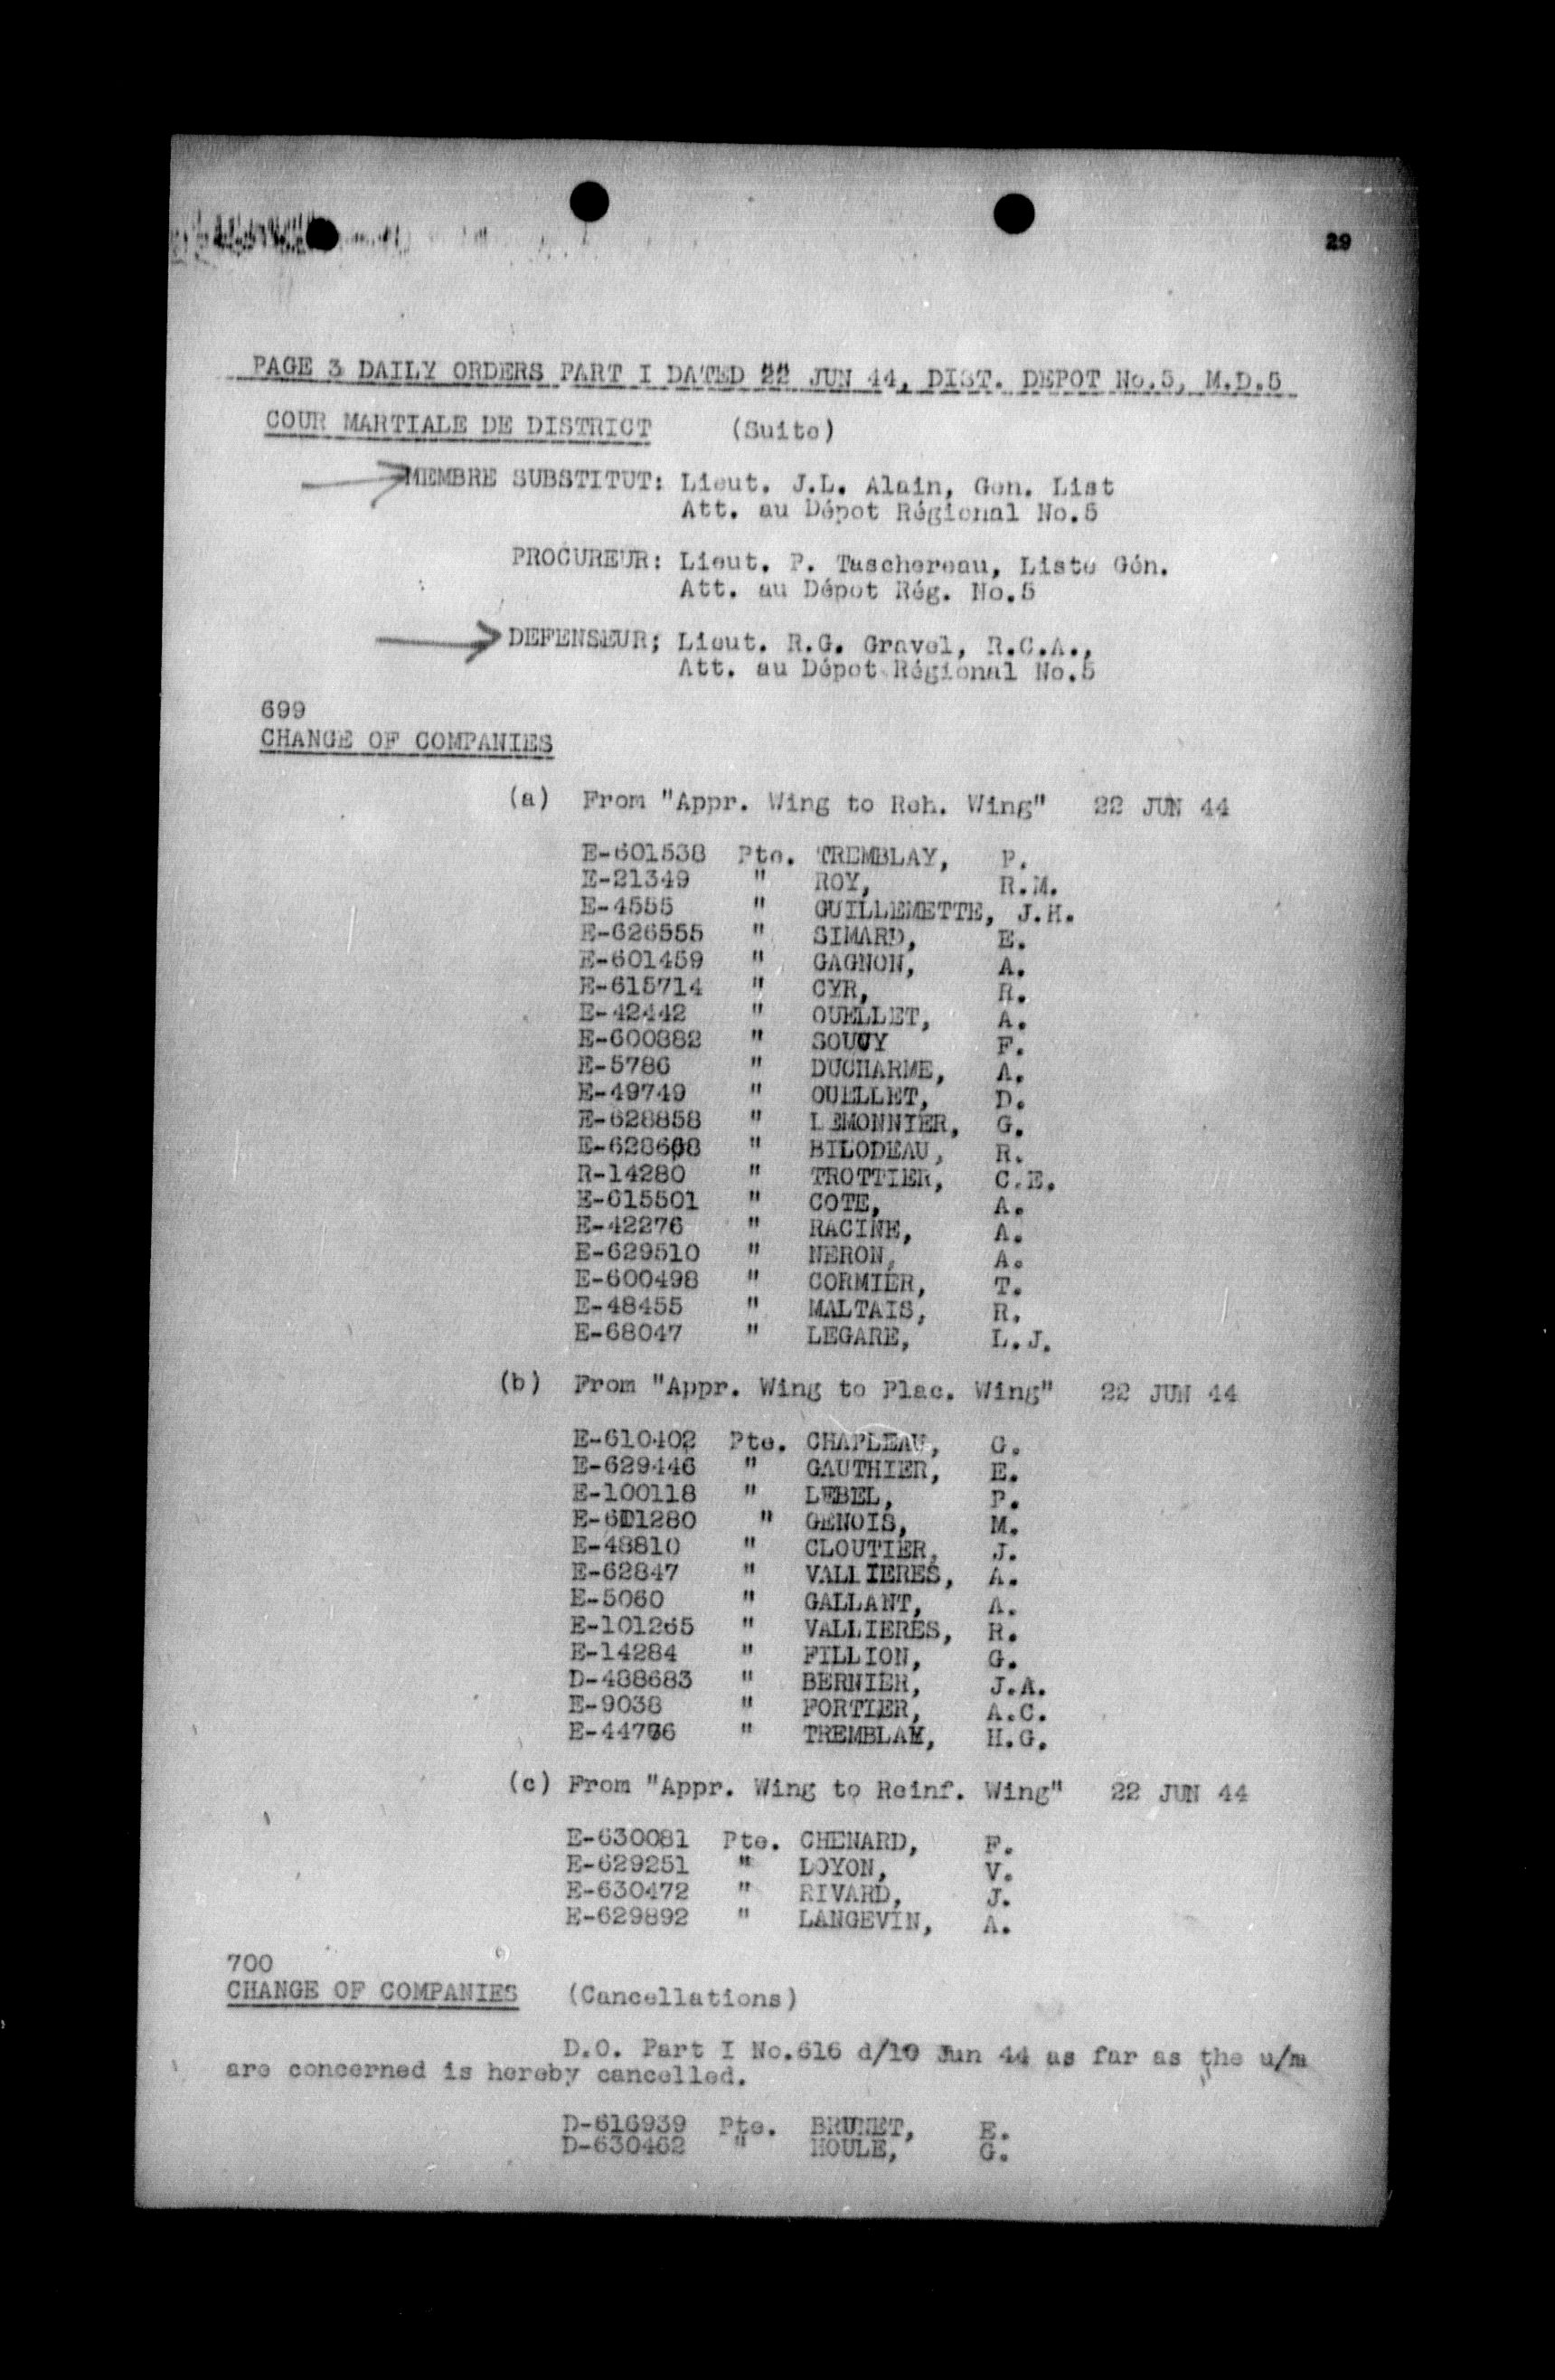 29
PAGE 3 DAILY ORDERS PART I DATED 22 JUN 44, DIST. DEPOT No.5, M.D.5
COUR MARTIALE DE DISTRICT (Suite)
MEMBRE SUBSTITUT: Lieut. J.L. Alain, Gen. List
Att. au Dépot Régional No.5
PROCUREUR: Lieut. P. Taschereau, Liste Gén.
Att. au Dépot Rég. No.5
DEFENSEUR; Lieut. R.G. Gravel, R.C.A.,
Att. au Dépot Régional No.5
699
CHANGE OF COMPANIES
(a) From "Appr. Wing to Reh. Wing" 22 JUN 44
E-601538 Pte. TREMBLAY, P.
E-21349 " ROY, R.M.
E-4555 " GUILLEMETTE, J.H.
E-626555 " SIMARD, E.
E-601459 " GAGNON, A.
E-615714 " CYR, R.
E-42442 " OUELLET, A.
E-600882 " SOUCY F.
E-5786 " DUCHARME, A.
E-49749 " OUELLET, D.
E-628858 " LEMONNIER, G.
" BILODEAU, R.
R-14280 " TROTTIER, C.E.
E-615501 " COTE, A.
E-42276 " RACINE, A.
E-629510 " NERON, A.
E-600498 " CORMIER, T.
E-48455 " MALTAIS, R.
E-68047 " LEGARE, L.J.
(b) From "Appr. Wing to Plac. Wing" 22 JUN 44
E-610402 Pte. CHAPLEAU, G.
E-629446 " GAUTHIER, E.
E-100118 " LEBEL, P.
" GENOIS, M.
E-48810 " CLOUTIER, J.
E-62847 " VALLIERES, A.
E-5060 " GALLANT, A.
E-101265 " VALLIERES, R.
E-14284 " FILLION, G.
D-488683 " BERNIER, J.A.
E-9038 " FORTIER, A.C.
" TREMBLAY, H.G.
(c) From "Appr. Wing to Reinf. Wing" 22 JUN 44
E-630081 Pte. CHENARD, F.
E-629251 " LOYON, V.
E-630472 " RIVARD, J.
E-629892 " LANGEVIN, A.
700
CHANGE OF COMPANIES (Cancellations)
D.O. Part I No.616 d/10 Jun 44 as far as the u/m
are concerned is hereby cancelled.
D-616939 Pte. BRUNET, E.
D-630462 " HOULE, G.